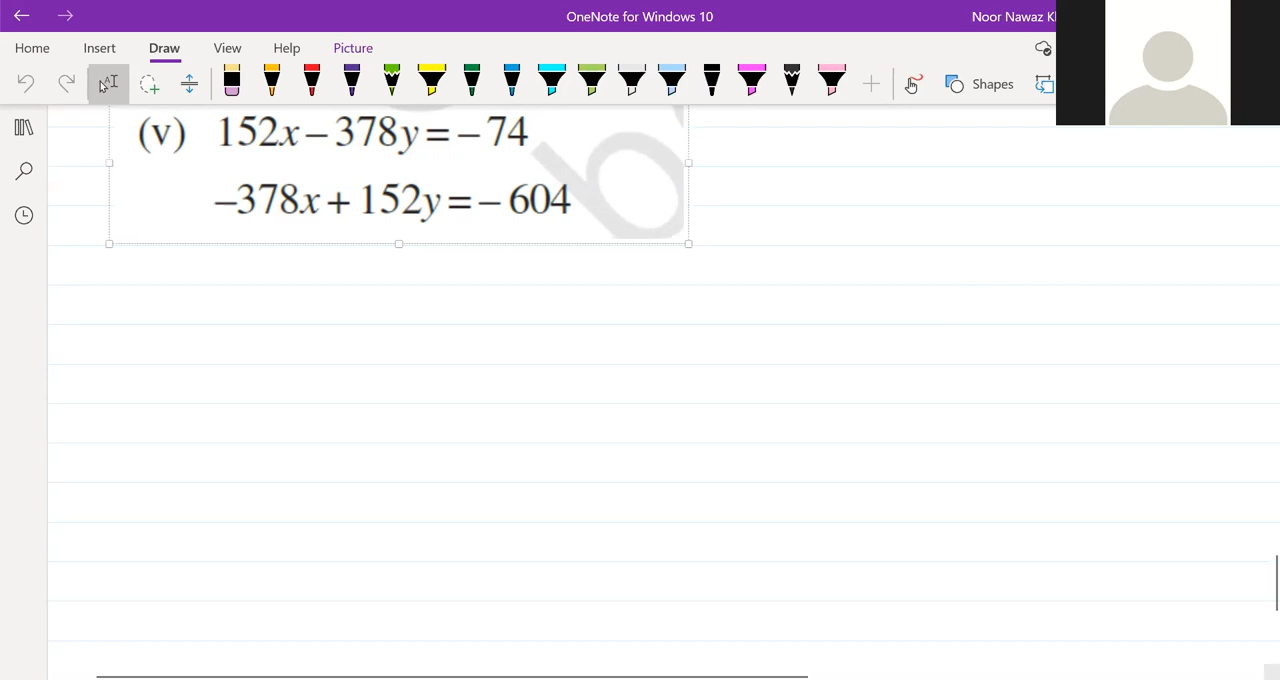 OneNote for Windows 10
Noor Nawaz K
Home Insert Draw View Help Picture
Shapes
(v) 152x – 378y = – 74
–378x + 152y = – 604
b